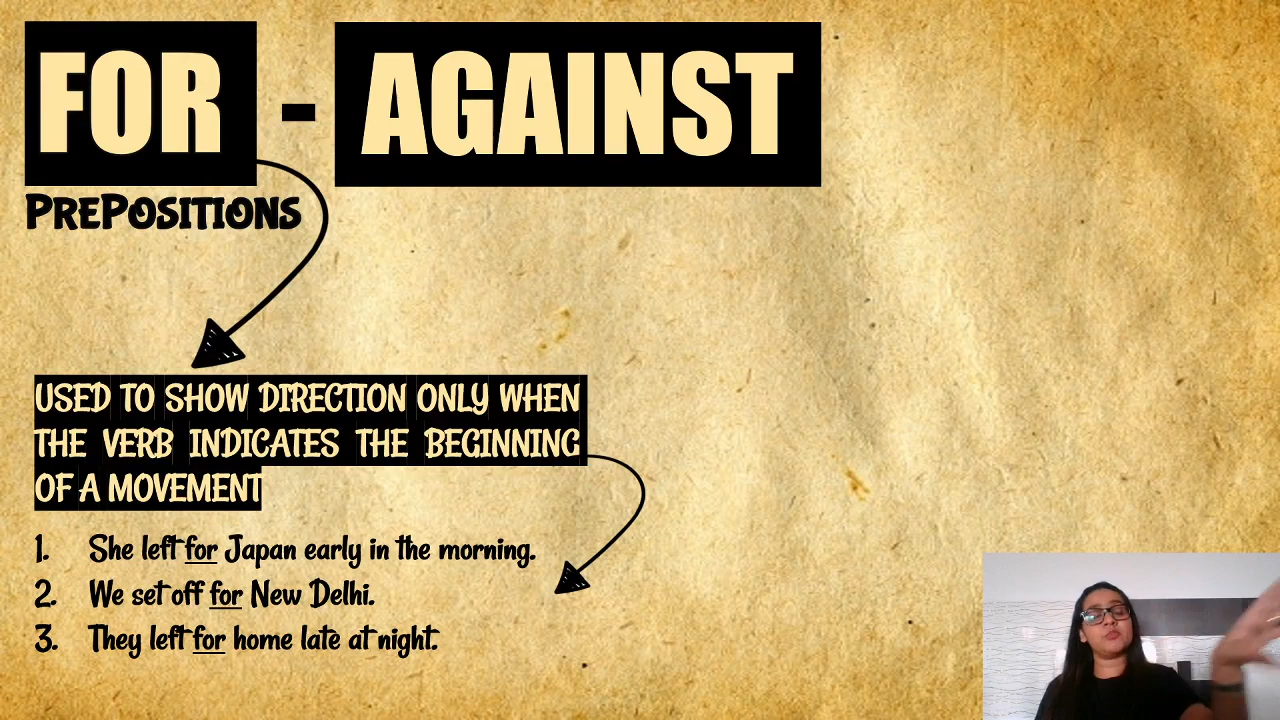 FOR - AGAINST
PREPOSITIONS
USED TO SHOW DIRECTION ONLY WHEN
THE VERB INDICATES THE BEGINNING
OF A MOVEMENT
1. She left for Japan early in the morning.
2. We set off for New Delhi.
3. They left for home late at night.